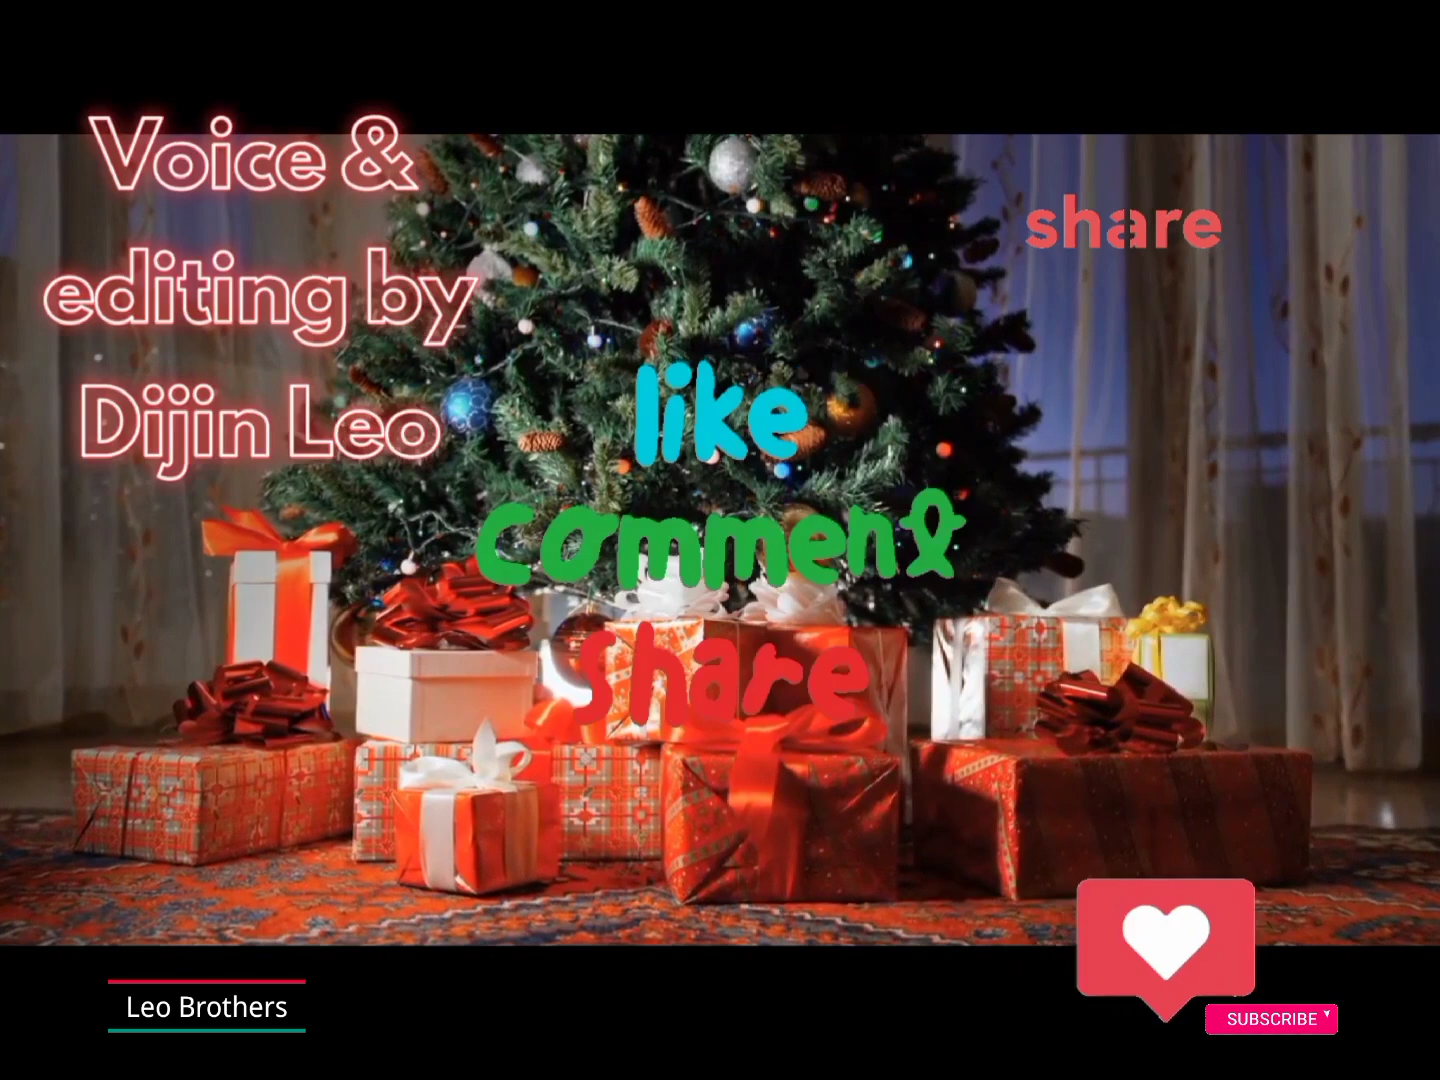 Voice &
editing by
Dijin Leo
share
like
comment
share
Leo Brothers
SUBSCRIBE